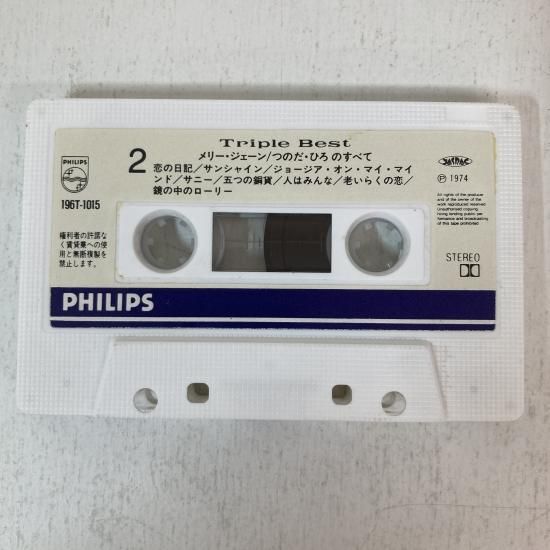 Triple Best
メリー・ジェーン/つのだ・ひろ のすべて
2
恋の日記/サンシャイン/ジョージア・オン・マイ・マイ
ンド/サニー/五つの銅貨/人はみんな/老いらくの恋/
鏡の中のローリー
PHILIPS
196T-1015
権利者の許諾な
く賃貸業への使
用と無断複製を
禁止します。
JASRAC
Ⓟ 1974
All rights of the producer
and of the owner of the
work reproduced reserved
Unauthorised copying
hiring lending public per-
formance and broadcasting
of this tape prohibited
STEREO
PHILIPS